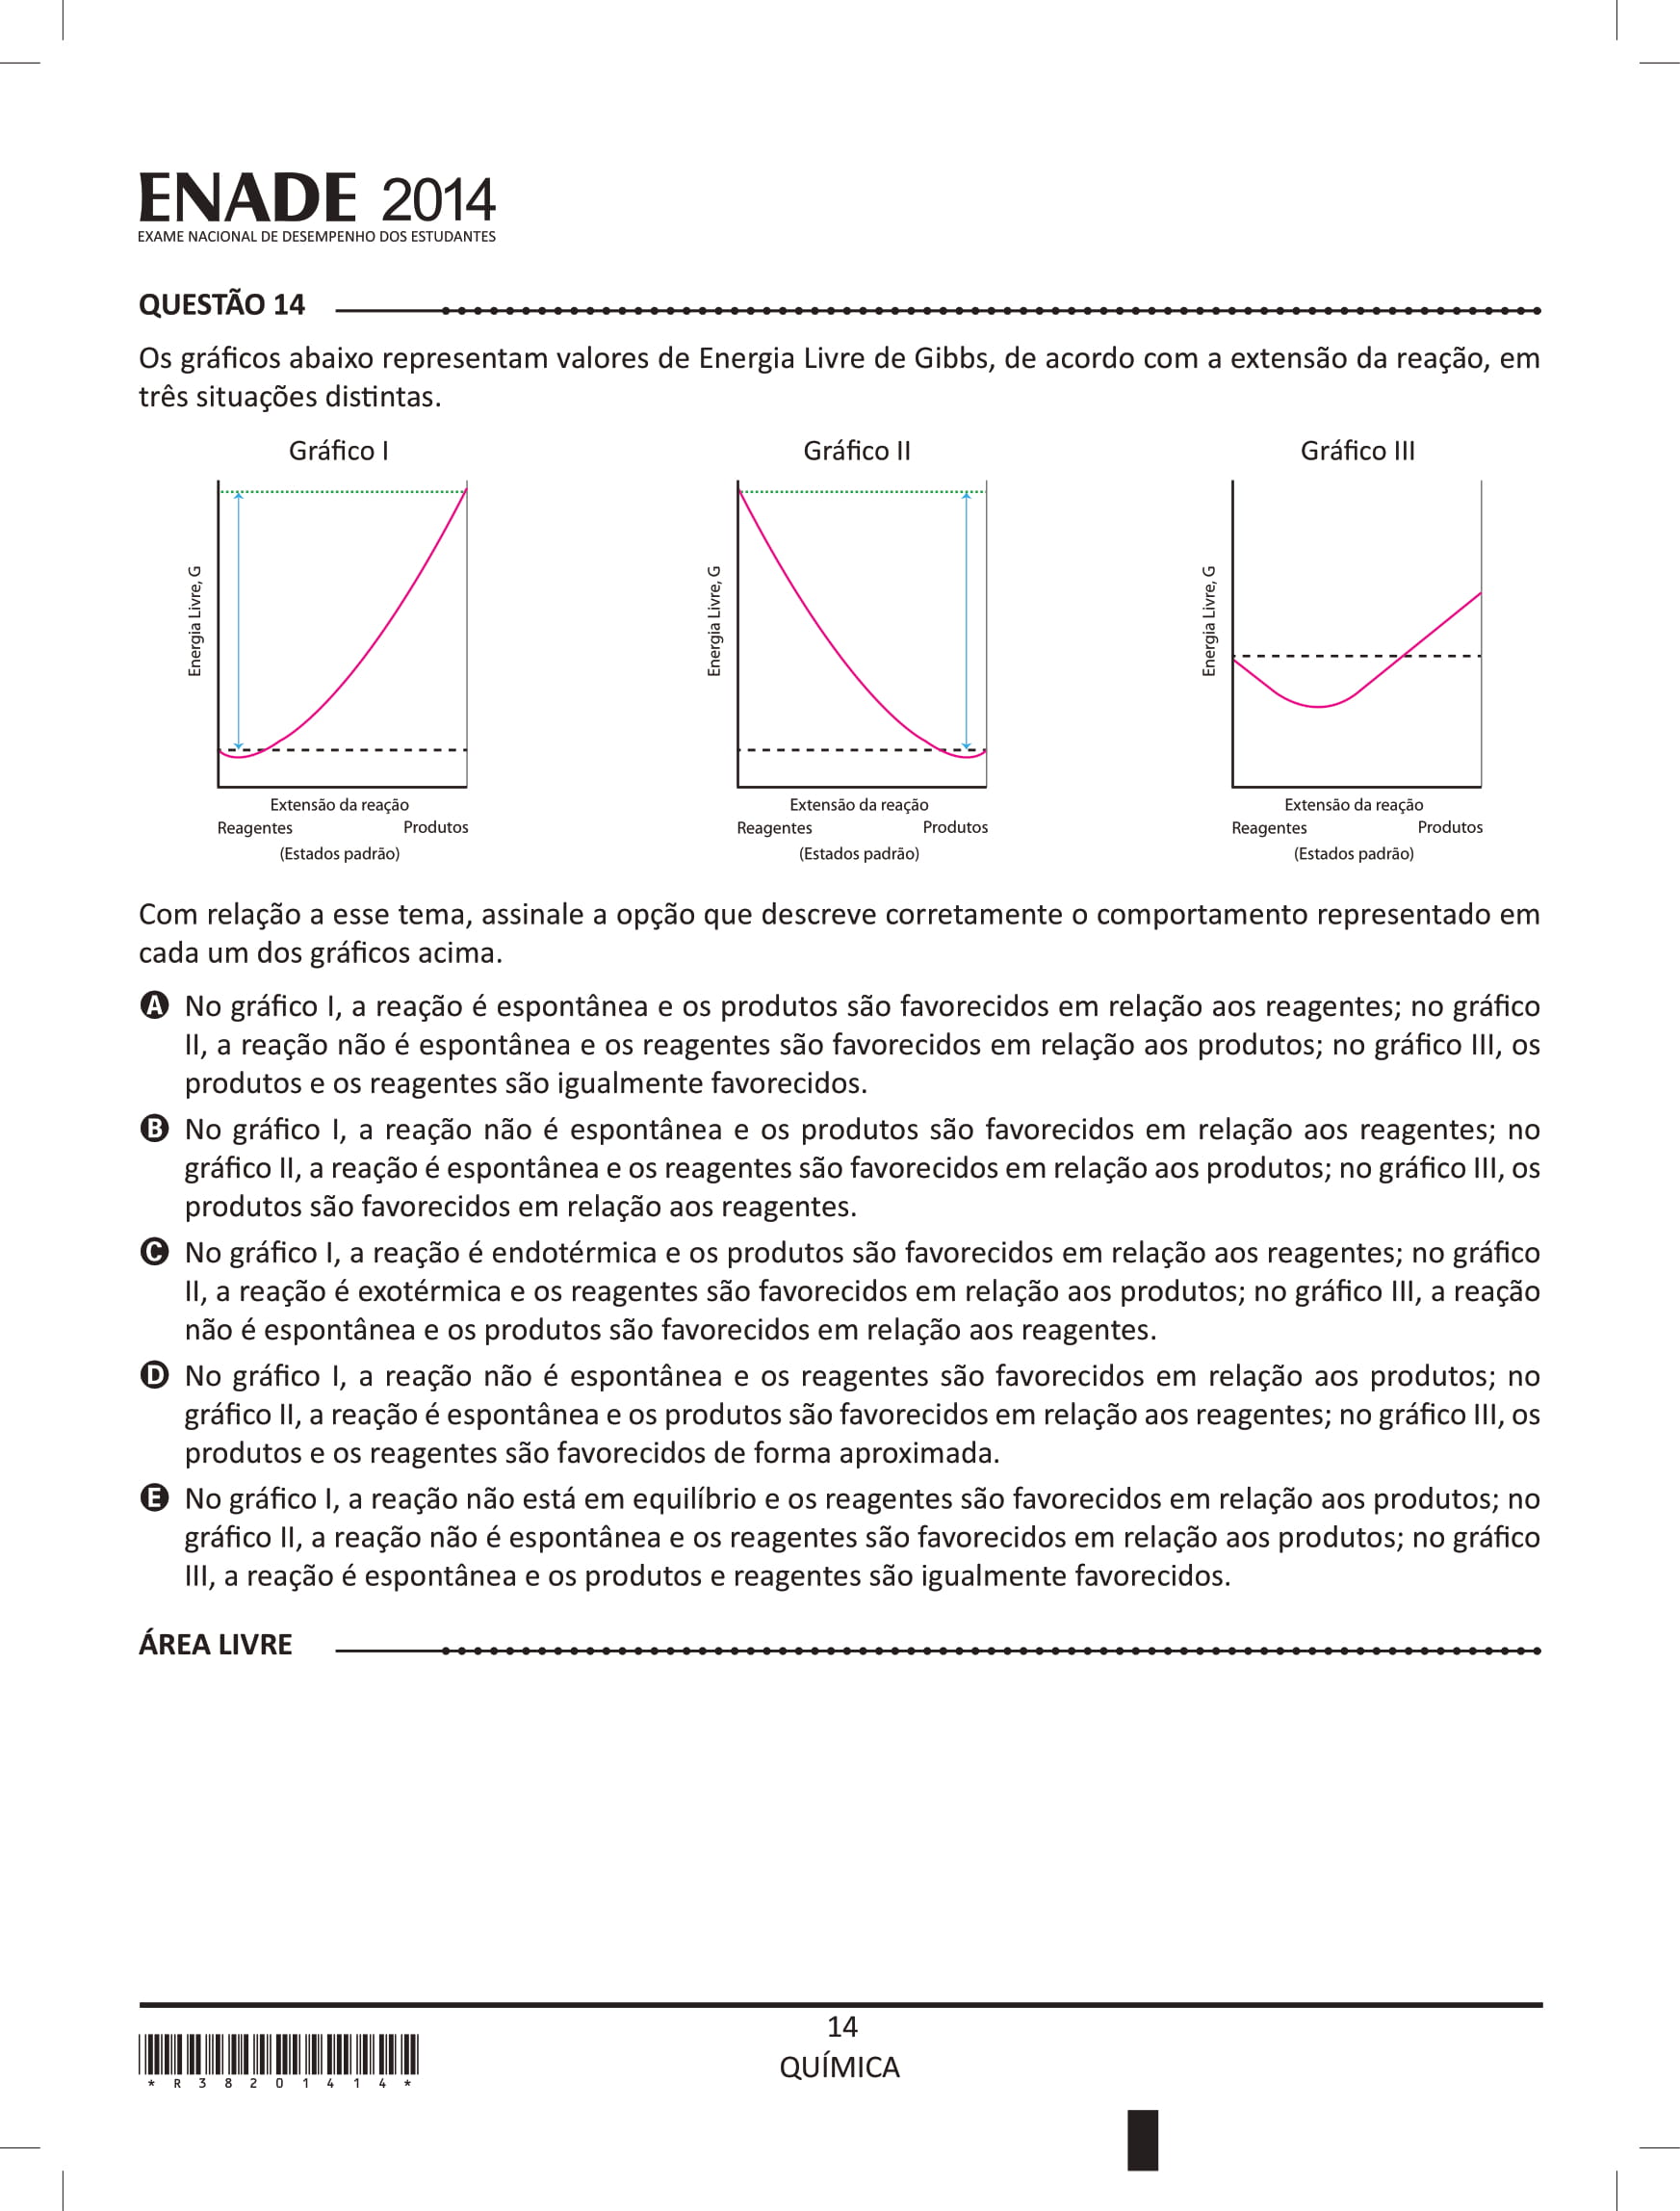 ENADE 2014
EXAME NACIONAL DE DESEMPENHO DOS ESTUDANTES
QUESTÃO 14
Os gráficos abaixo representam valores de Energia Livre de Gibbs, de acordo com a extensão da reação, em
três situações distintas.
Gráfico I
Energia Livre, G
Extensão da reação
Reagentes Produtos
(Estados padrão)
Gráfico II
Energia Livre, G
Extensão da reação
Reagentes Produtos
(Estados padrão)
Gráfico III
Energia Livre, G
Extensão da reação
Reagentes Produtos
(Estados padrão)
Com relação a esse tema, assinale a opção que descreve corretamente o comportamento representado em
cada um dos gráficos acima.
A No gráfico I, a reação é espontânea e os produtos são favorecidos em relação aos reagentes; no gráfico
II, a reação não é espontânea e os reagentes são favorecidos em relação aos produtos; no gráfico III, os
produtos e os reagentes são igualmente favorecidos.
B No gráfico I, a reação não é espontânea e os produtos são favorecidos em relação aos reagentes; no
gráfico II, a reação é espontânea e os reagentes são favorecidos em relação aos produtos; no gráfico III, os
produtos são favorecidos em relação aos reagentes.
C No gráfico I, a reação é endotérmica e os produtos são favorecidos em relação aos reagentes; no gráfico
II, a reação é exotérmica e os reagentes são favorecidos em relação aos produtos; no gráfico III, a reação
não é espontânea e os produtos são favorecidos em relação aos reagentes.
D No gráfico I, a reação não é espontânea e os reagentes são favorecidos em relação aos produtos; no
gráfico II, a reação é espontânea e os produtos são favorecidos em relação aos reagentes; no gráfico III, os
produtos e os reagentes são favorecidos de forma aproximada.
E No gráfico I, a reação não está em equilíbrio e os reagentes são favorecidos em relação aos produtos; no
gráfico II, a reação não é espontânea e os reagentes são favorecidos em relação aos produtos; no gráfico
III, a reação é espontânea e os produtos e reagentes são igualmente favorecidos.
ÁREA LIVRE
14
QUÍMICA
* R 3 8 2 0 1 4 1 4 *